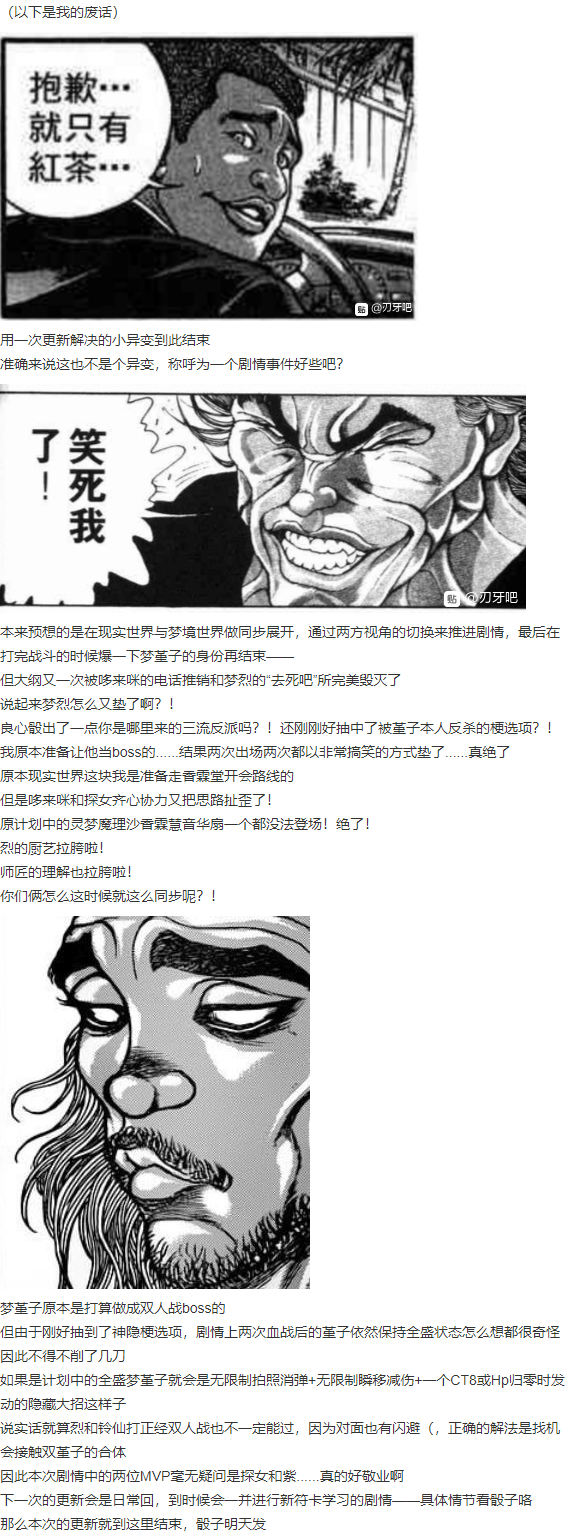 （以下是我的废话）
抱歉…
就只有
紅茶…
贴 @刃牙吧
用一次更新解决的小异变到此结束
准确来说这也不是个异变，称呼为一个剧情事件好些吧？
笑死我
了！
贴 @刃牙吧
本来预想的是在现实世界与梦境世界做同步展开，通过两方视角的切换来推进剧情，最后在
打完战斗的时候爆一下梦堇子的身份再结束——
但大纲又一次被哆来咪的电话推销和梦烈的“去死吧”所完美毁灭了
说起来梦烈怎么又垫了啊？！
良心骰出了一点你是哪里来的三流反派吗？！还刚刚好抽中了被堇子本人反杀的梗选项？！
我原本准备让他当boss的......结果两次出场两次都以非常搞笑的方式垫了......真绝了
原本现实世界这块我是准备走香霖堂开会路线的
但是哆来咪和探女齐心协力又把思路扯歪了！
原计划中的灵梦魔理沙香霖慧音华扇一个都没法登场！绝了！
烈的厨艺拉胯啦！
师匠的理解也拉胯啦！
你们俩怎么这时候就这么同步呢？！
梦堇子原本是打算做成双人战boss的
但由于刚好抽到了神隐梗选项，剧情上两次血战后的堇子依然保持全盛状态怎么想都很奇怪
因此不得不削了几刀
如果是计划中的全盛梦堇子就会是无限制拍照消弹+无限制瞬移减伤+一个CT8或Hp归零时发
动的隐藏大招这样子
说实话就算烈和铃仙打正经双人战也不一定能过，因为对面也有闪避（，正确的解法是找机
会接触双堇子的合体
因此本次剧情中的两位MVP毫无疑问是探女和紫......真的好敬业啊
下一次的更新会是日常回，到时候会一并进行新符卡学习的剧情——具体情节看骰子咯
那么本次的更新就到这里结束，骰子明天发